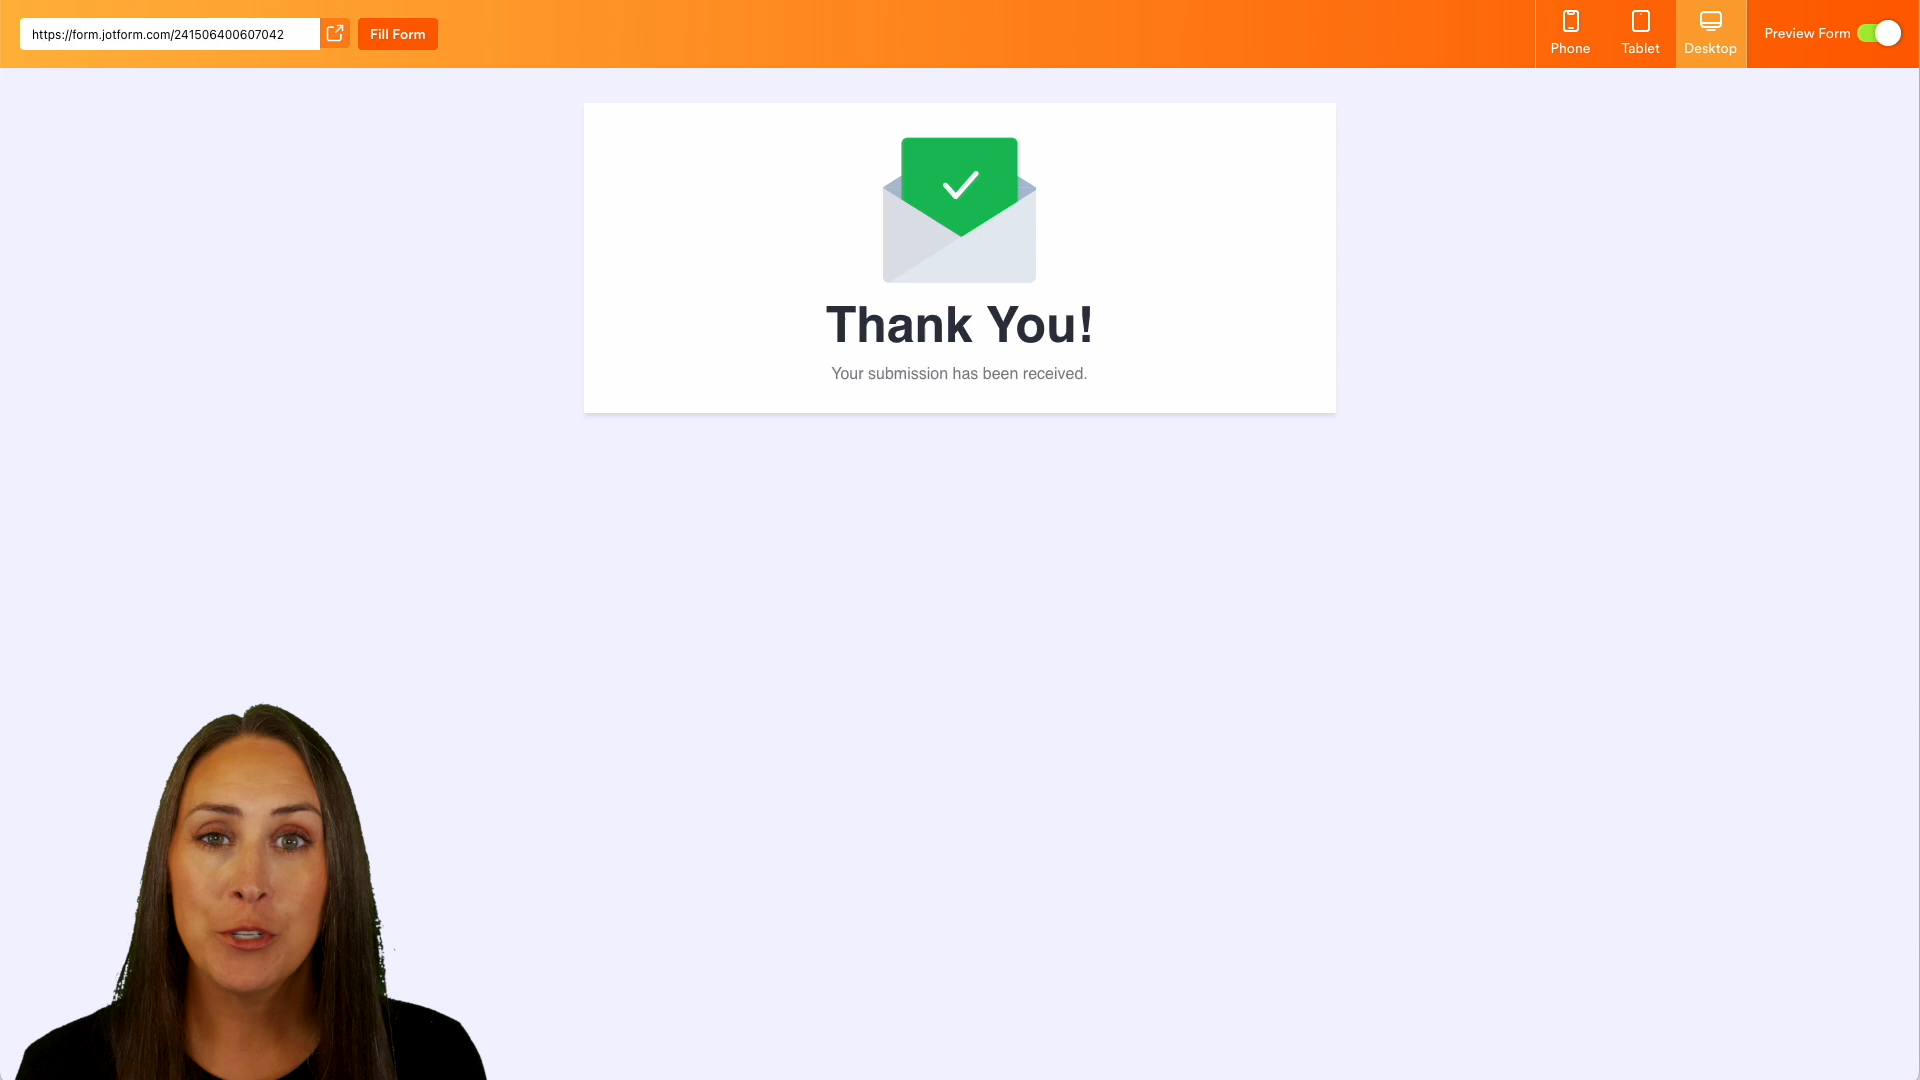 https://form.jotform.com/241506400607042
Fill Form
Phone
Tablet
Desktop
Preview Form
Thank You!
Your submission has been received.